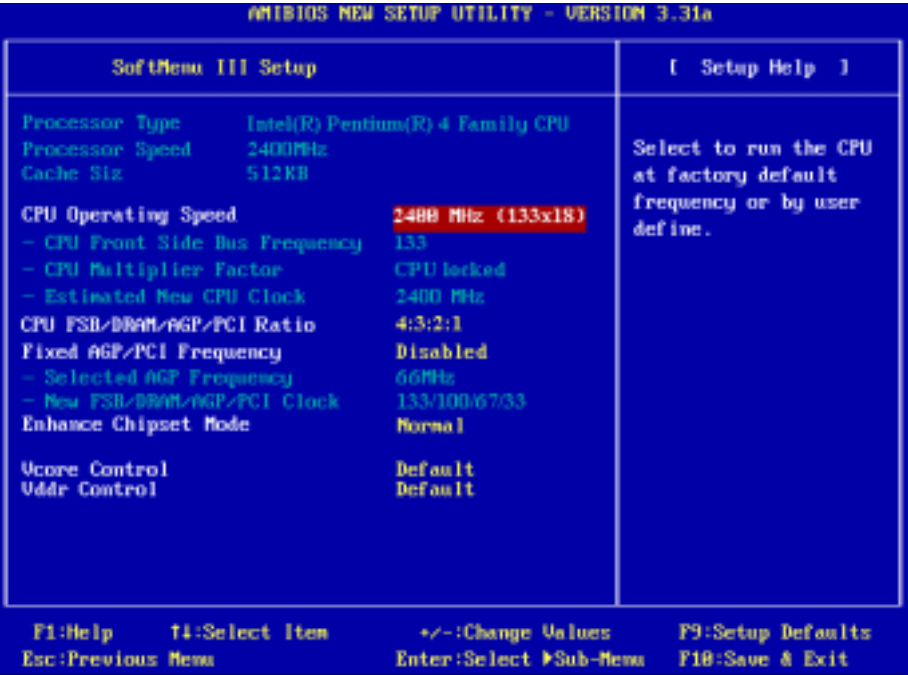 AMIBIOS NEW SETUP UTILITY - VERSION 3.31a
SoftMenu III Setup
[ Setup Help ]
Processor Type Intel(R) Pentium(R) 4 Family CPU
Processor Speed 2400MHz
Cache Siz 512KB
CPU Operating Speed 2400 MHz (133x18)
- CPU Front Side Bus Frequency 133
- CPU Multiplier Factor CPU locked
- Estimated New CPU Clock 2400 MHz
CPU FSB/DRAM/AGP/PCI Ratio 4:3:2:1
Fixed AGP/PCI Frequency Disabled
- Selected AGP Frequency 66MHz
- New FSB/DRAM/AGP/PCI Clock 133/100/67/33
Enhance Chipset Mode Normal
Vcore Control Default
Vddr Control Default
Select to run the CPU
at factory default
frequency or by user
define.
F1:Help ↑↓:Select Item +/-:Change Values F9:Setup Defaults
Esc:Previous Menu Enter:Select ►Sub-Menu F10:Save & Exit